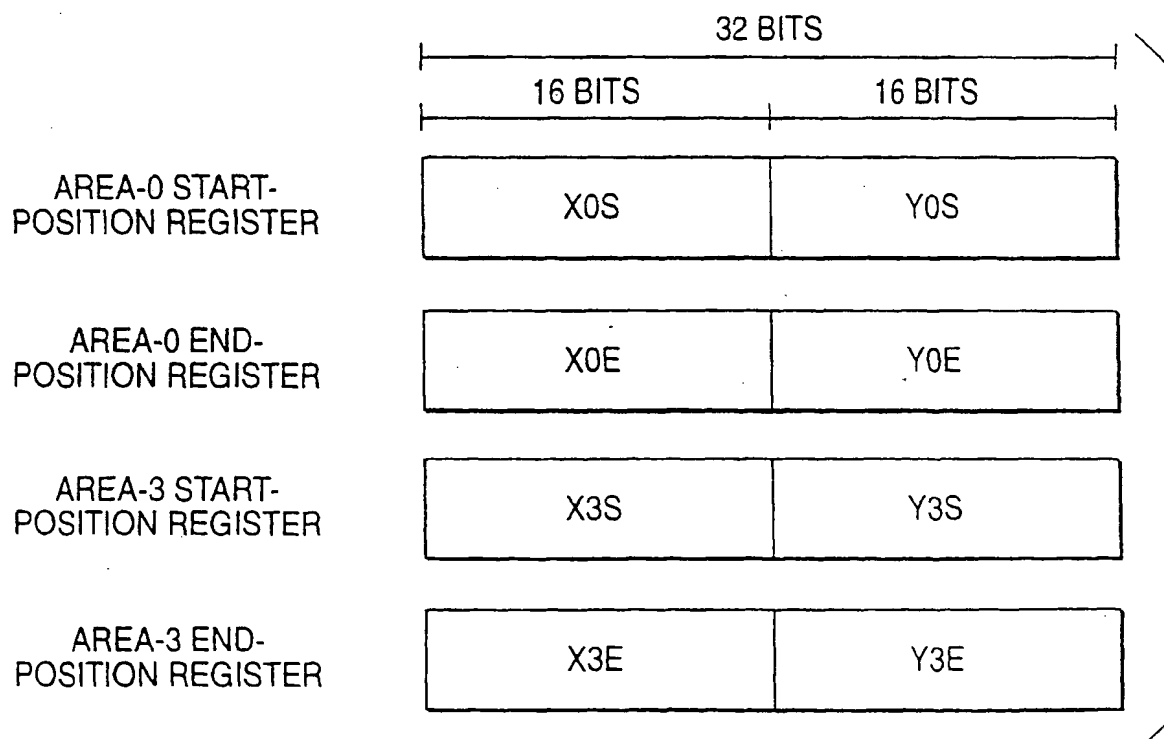 32 BITS
16 BITS 16 BITS
AREA-0 START-
POSITION REGISTER
X0S Y0S
AREA-0 END-
POSITION REGISTER
X0E Y0E
AREA-3 START-
POSITION REGISTER
X3S Y3S
AREA-3 END-
POSITION REGISTER
X3E Y3E